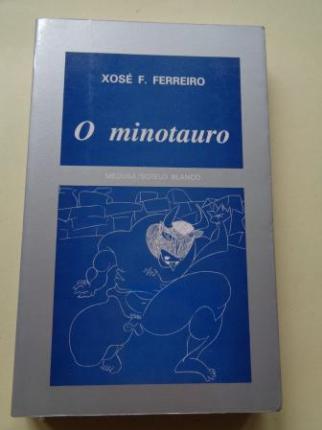 XOSÉ F. FERREIRO
O minotauro
MEDUSA/SOTELO BLANCO